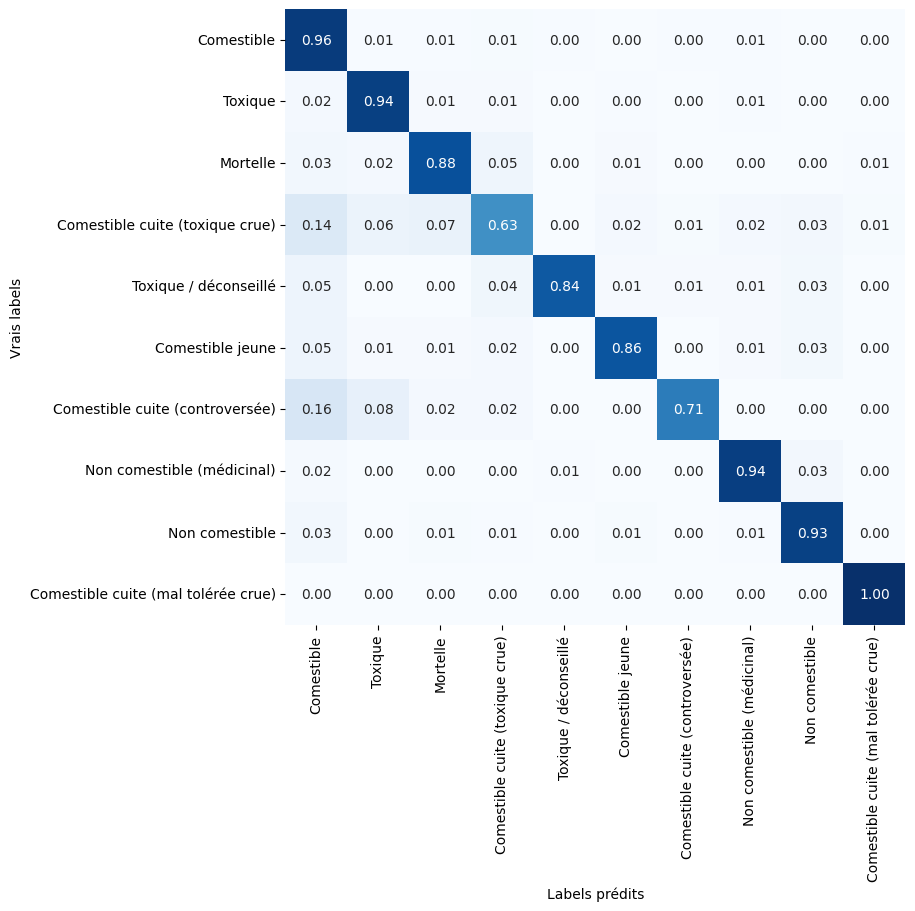 Vrais labels
Comestible 0.96 0.01 0.01 0.01 0.00 0.00 0.00 0.01 0.00 0.00
Toxique 0.02 0.94 0.01 0.01 0.00 0.00 0.00 0.01 0.00 0.00
Mortelle 0.03 0.02 0.88 0.05 0.00 0.01 0.00 0.00 0.00 0.01
Comestible cuite (toxique crue) 0.14 0.06 0.07 0.63 0.00 0.02 0.01 0.02 0.03 0.01
Toxique / déconseillé 0.05 0.00 0.00 0.04 0.84 0.01 0.01 0.01 0.03 0.00
Comestible jeune 0.05 0.01 0.01 0.02 0.00 0.86 0.00 0.01 0.03 0.00
Comestible cuite (controversée) 0.16 0.08 0.02 0.02 0.00 0.00 0.71 0.00 0.00 0.00
Non comestible (médicinal) 0.02 0.00 0.00 0.00 0.01 0.00 0.00 0.94 0.03 0.00
Non comestible 0.03 0.00 0.01 0.01 0.00 0.01 0.00 0.01 0.93 0.00
Comestible cuite (mal tolérée crue) 0.00 0.00 0.00 0.00 0.00 0.00 0.00 0.00 0.00 1.00
Comestible
Toxique
Mortelle
Comestible cuite (toxique crue)
Toxique / déconseillé
Comestible jeune
Comestible cuite (controversée)
Non comestible (médicinal)
Non comestible
Comestible cuite (mal tolérée crue)
Labels prédits